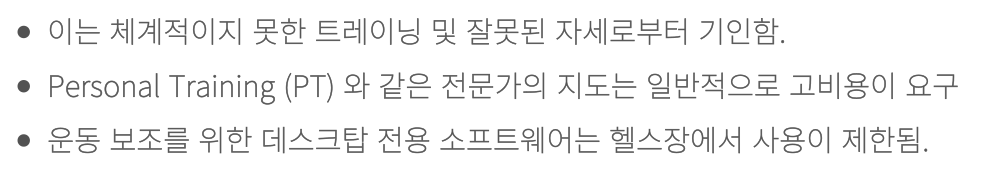 ● 이는 체계적이지 못한 트레이닝 및 잘못된 자세로부터 기인함.
● Personal Training (PT) 와 같은 전문가의 지도는 일반적으로 고비용이 요구
● 운동 보조를 위한 데스크탑 전용 소프트웨어는 헬스장에서 사용이 제한됨.